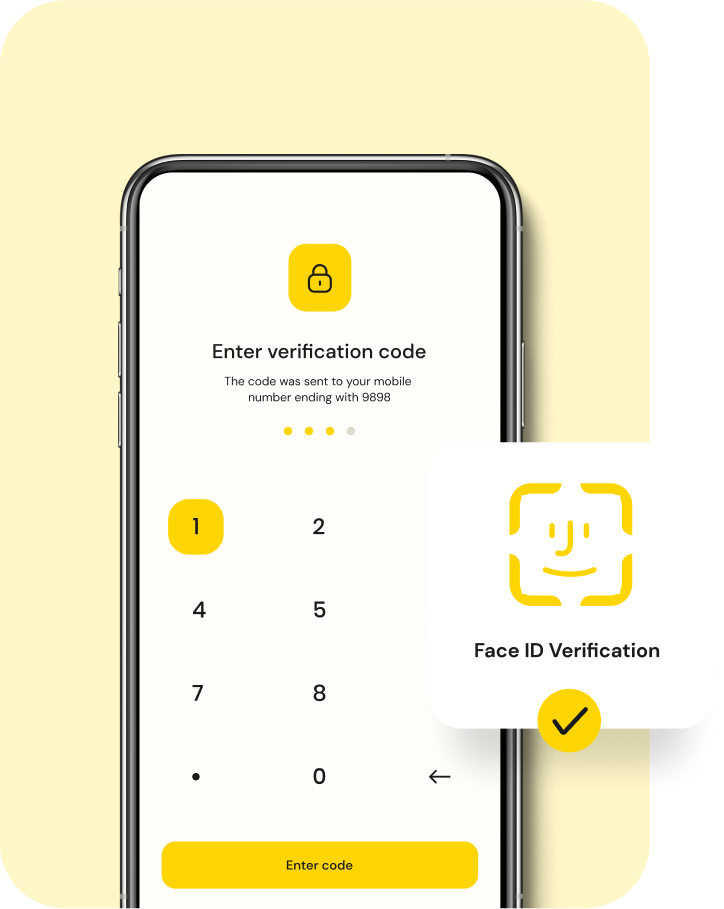 Enter verification code
The code was sent to your mobile
number ending with 9898
1 2
4 5
Face ID Verification
7 8
0
Enter code